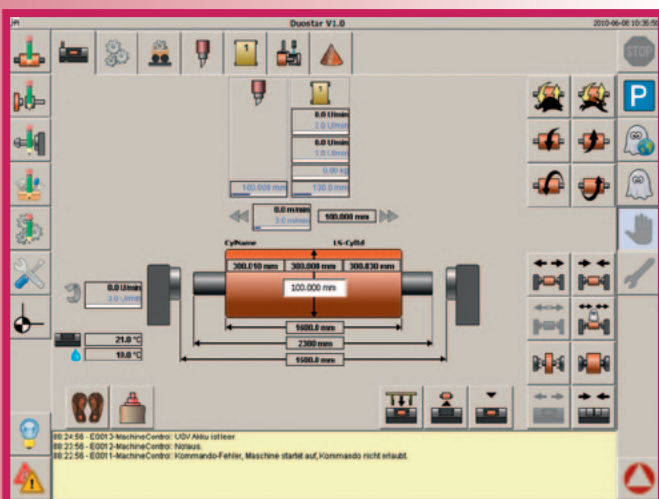 Duostar V1.0
2010-06-08 10:35:50
STOP
P
1
1
0.0 U/min
3.0 U/min
0.0 U/min
3.0 U/min
0.00 kg
100.000 mm
100.0 mm
0.0 m/min
3.0 m/min
100.000 mm
CylName
LS-CylId
300.010 mm
300.000 mm
300.030 mm
100.000 mm
0.0 U/min
3.0 U/min
1600.0 mm
2300 mm
1500.0 mm
21.0 °C
19.0 °C
08:24:56 - E0013-MachineControl: USV Akku ist leer.
08:23:56 - E0012-MachineControl: Notaus.
08:22:56 - E0011-MachineControl: Kommando-Fehler, Maschine startet auf, Kommando nicht erlaubt.